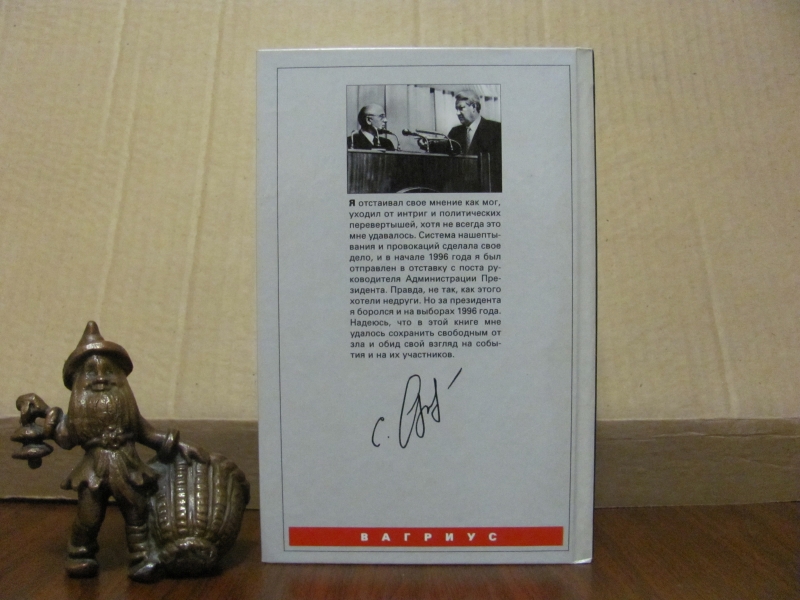 Я отстаивал свое мнение как мог,
уходил от интриг и политических
перевертышей, хотя не всегда это
мне удавалось. Система нашепты-
вания и провокаций сделала свое
дело, и в начале 1996 года я был
отправлен в отставку с поста ру-
ководителя Администрации Пре-
зидента. Правда, не так, как этого
хотели недруги. Но за президента
я боролся и на выборах 1996 года.
Надеюсь, что в этой книге мне
удалось сохранить свободным от
зла и обид свой взгляд на собы-
тия и на их участников.
С.
ВАГРИУС